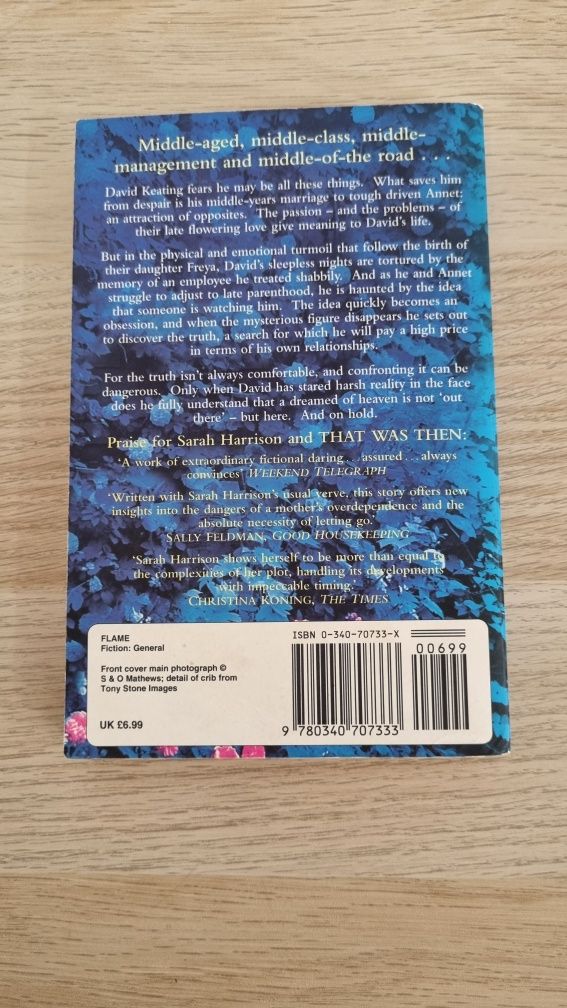 Middle-aged, middle-class, middle-
management and middle-of-the road . . .
David Keating fears he may be all these things. What saves him
from despair is his middle-years marriage to tough driven Annet:
an attraction of opposites. The passion – and the problems – of
their late flowering love give meaning to David's life.
But in the physical and emotional turmoil that follow the birth of
their daughter Freya, David's sleepless nights are tortured by the
memory of an employee he treated shabbily. And as he and Annet
struggle to adjust to late parenthood, he is haunted by the idea
that someone is watching him. The idea quickly becomes an
obsession, and when the mysterious figure disappears he sets out
to discover the truth, a search for which he will pay a high price
in terms of his own relationships.
For the truth isn't always comfortable, and confronting it can be
dangerous. Only when David has stared harsh reality in the face
does he fully understand that a dreamed of heaven is not 'out
there' – but here. And on hold.
Praise for Sarah Harrison and THAT WAS THEN:
'A work of extraordinary fictional daring . . . assured . . . always
convinces' WEEKEND TELEGRAPH
'Written with Sarah Harrison's usual verve, this story offers new
insights into the dangers of a mother's overdependence and the
absolute necessity of letting go.'
SALLY FELDMAN, GOOD HOUSEKEEPING
'Sarah Harrison shows herself to be more than equal to
the complexities of her plot, handling its developments
with impeccable timing.'
CHRISTINA KONING, THE TIMES
FLAME
Fiction: General
Front cover main photograph ©
S & O Mathews; detail of crib from
Tony Stone Images
UK £6.99
ISBN 0-340-70733-X
00699
9 780340 707333